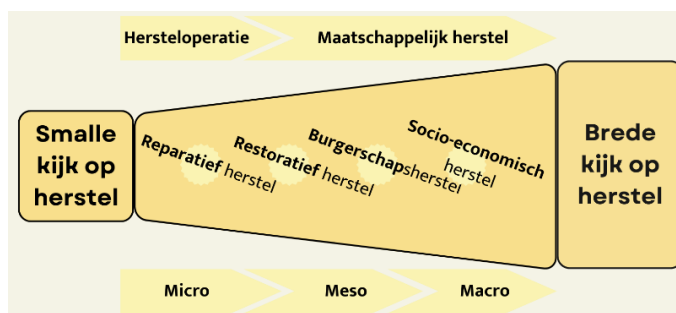 Hersteloperatie
Maatschappelijk herstel
Smalle
kijk op
herstel
Reparatief herstel
Restoratief herstel
Burgerschapsherstel
Socio-economisch
herstel
Brede
kijk op
herstel
Micro
Meso
Macro